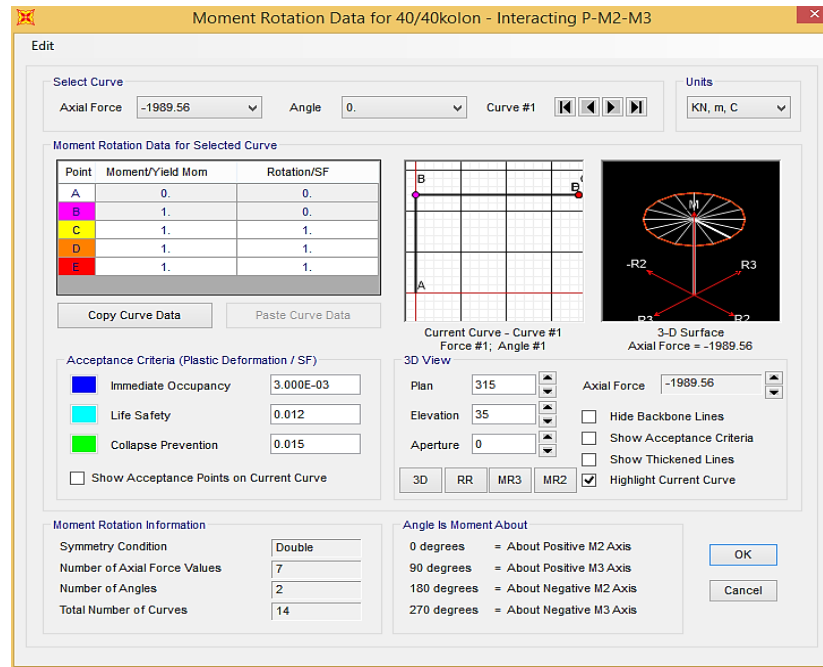 Moment Rotation Data for 40/40kolon - Interacting P-M2-M3
Edit
Select Curve
Axial Force -1989.56 Angle 0. Curve #1
Units
KN, m, C
Moment Rotation Data for Selected Curve
Point Moment/Yield Mom Rotation/SF
A 0. 0.
B 1. 0.
C 1. 1.
D 1. 1.
E 1. 1.
Copy Curve Data Paste Curve Data
B
A
Current Curve - Curve #1
Force #1; Angle #1
M
-R2 R3
R3 R2
3-D Surface
Axial Force = -1989.56
Acceptance Criteria (Plastic Deformation / SF)
Immediate Occupancy 3.000E-03
Life Safety 0.012
Collapse Prevention 0.015
Show Acceptance Points on Current Curve
3D View
Plan 315
Elevation 35
Aperture 0
3D RR MR3 MR2
Axial Force -1989.56
Hide Backbone Lines
Show Acceptance Criteria
Show Thickened Lines
Highlight Current Curve
Moment Rotation Information
Symmetry Condition Double
Number of Axial Force Values 7
Number of Angles 2
Total Number of Curves 14
Angle Is Moment About
0 degrees = About Positive M2 Axis
90 degrees = About Positive M3 Axis
180 degrees = About Negative M2 Axis
270 degrees = About Negative M3 Axis
OK
Cancel